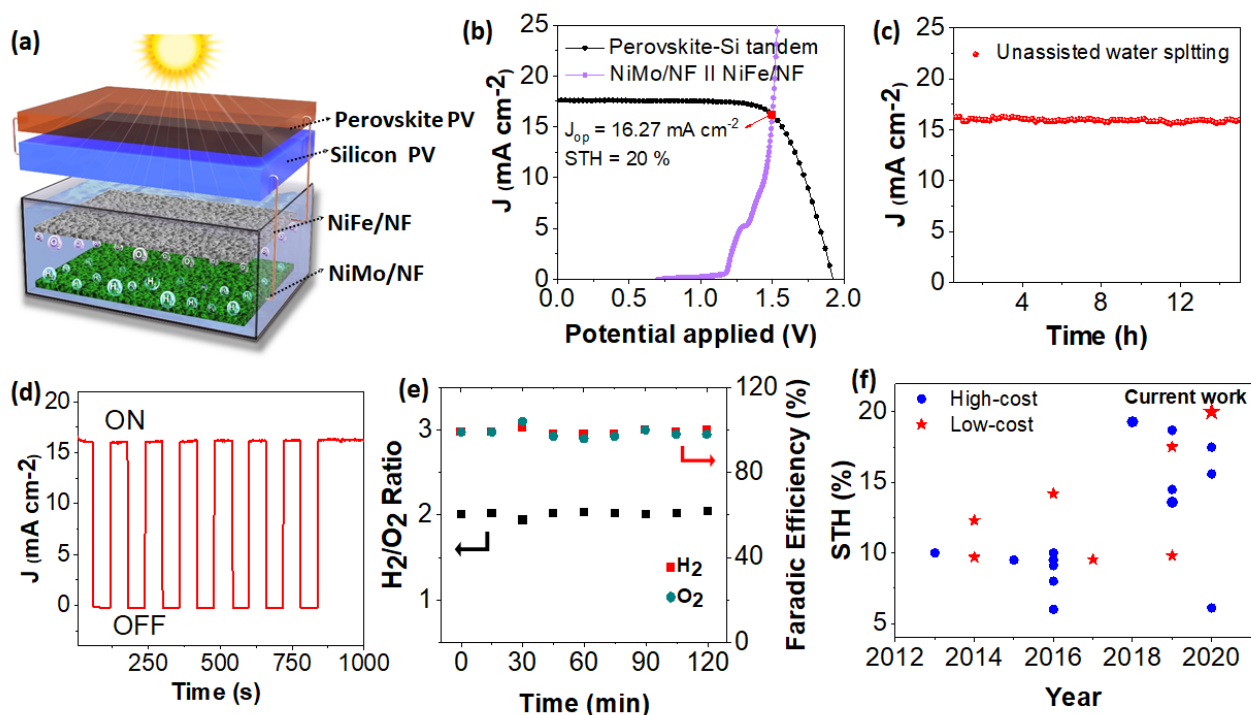 (a)
Perovskite PV
Silicon PV
NiFe/NF
NiMo/NF
O₂
H₂
(b)
J (mA cm-2)
25
20
15
10
5
0
Perovskite-Si tandem
NiMo/NF II NiFe/NF
Jop = 16.27 mA cm⁻²
STH = 20 %
0.0 0.5 1.0 1.5 2.0
Potential applied (V)
(c)
J (mA cm-2)
25
20
15
10
5
0
Unassisted water spltting
4 8 12
Time (h)
(d)
J (mA cm-2)
20
15
10
5
0
ON
OFF
250 500 750 1000
Time (s)
(e)
H₂/O₂ Ratio
3
2
1
H₂
O₂
120
80
40
0
Faradic Efficiency (%)
0 30 60 90 120
Time (min)
(f)
High-cost
Low-cost
Current work
STH (%)
20
15
10
5
2012 2014 2016 2018 2020
Year